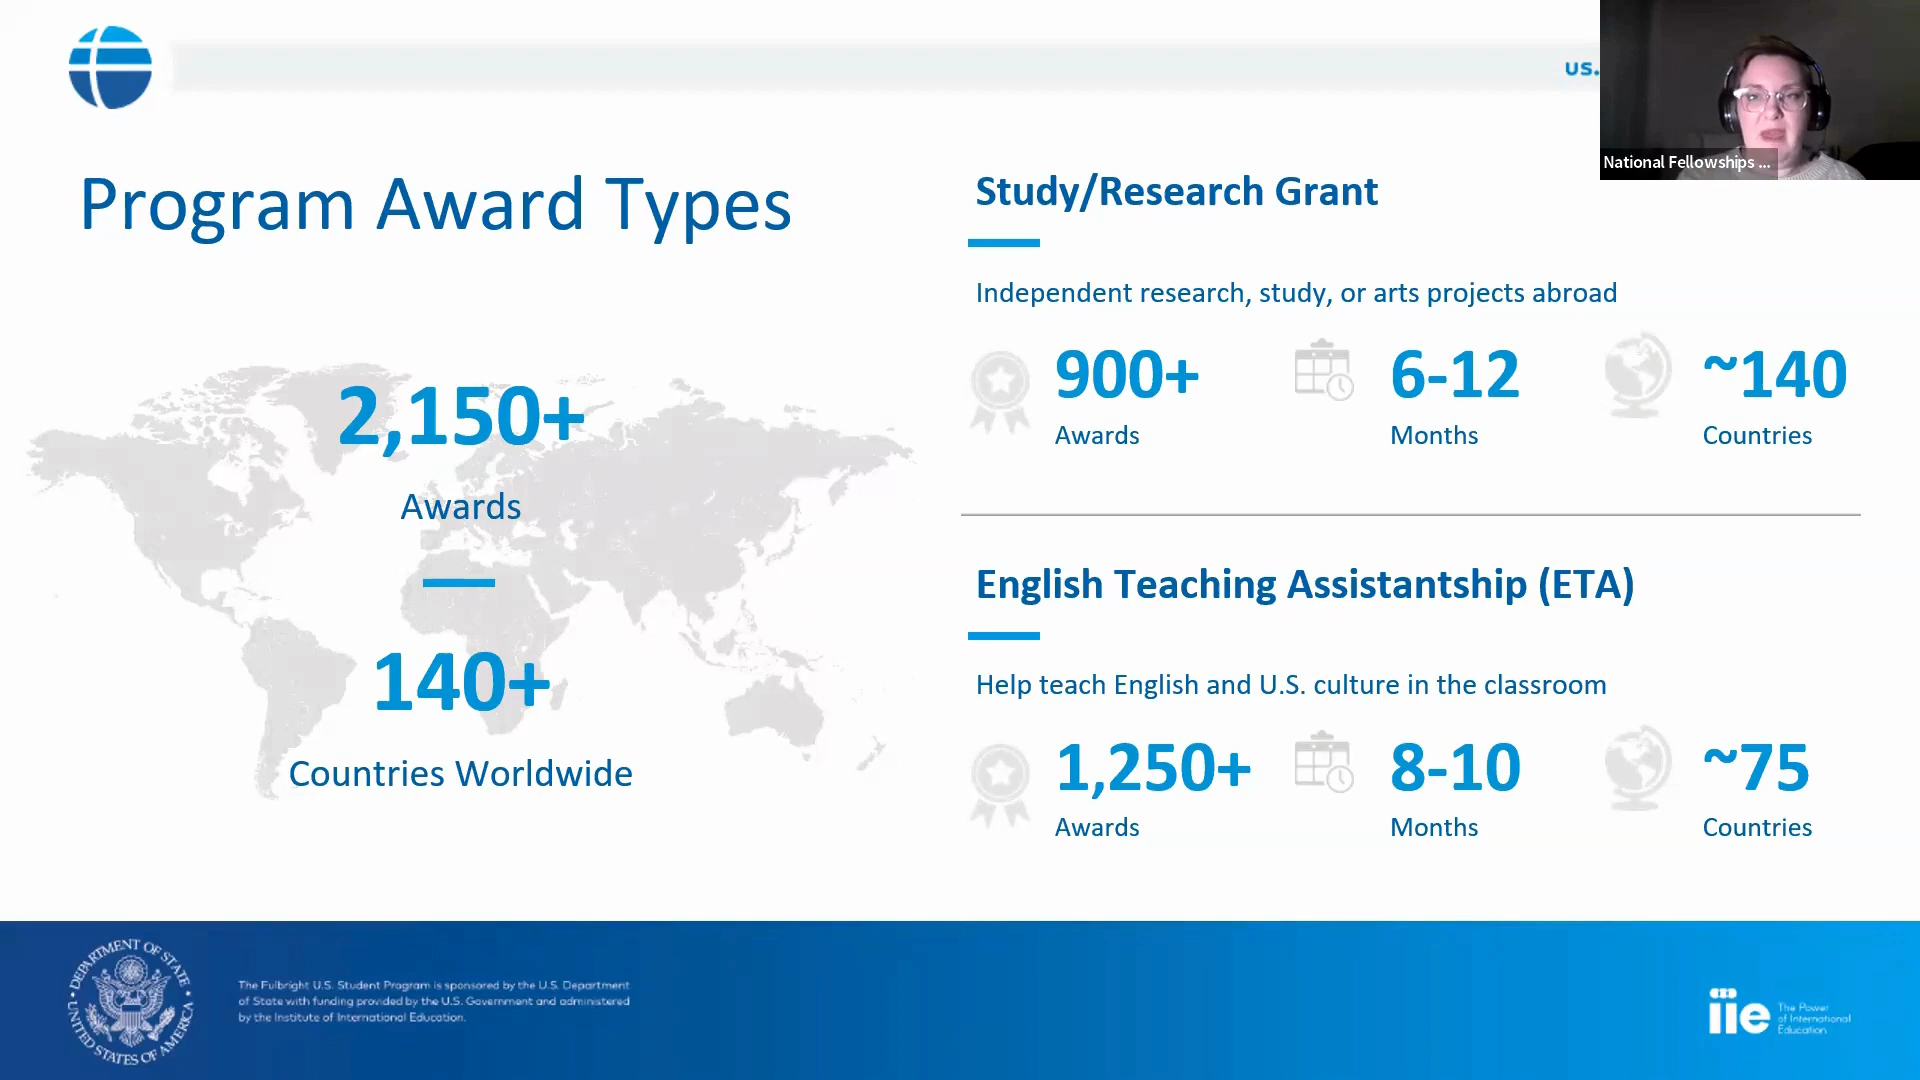 us.
National Fellowships ...
Program Award Types
2,150+
Awards
140+
Countries Worldwide
Study/Research Grant
Independent research, study, or arts projects abroad
900+
Awards
6-12
Months
~140
Countries
English Teaching Assistantship (ETA)
Help teach English and U.S. culture in the classroom
1,250+
Awards
8-10
Months
~75
Countries
DEPARTMENT OF STATE
UNITED STATES OF AMERICA
The Fulbright U.S. Student Program is sponsored by the U.S. Department
of State with funding provided by the U.S. Government and administered
by the Institute of International Education.
iie
The Power
of International
Education